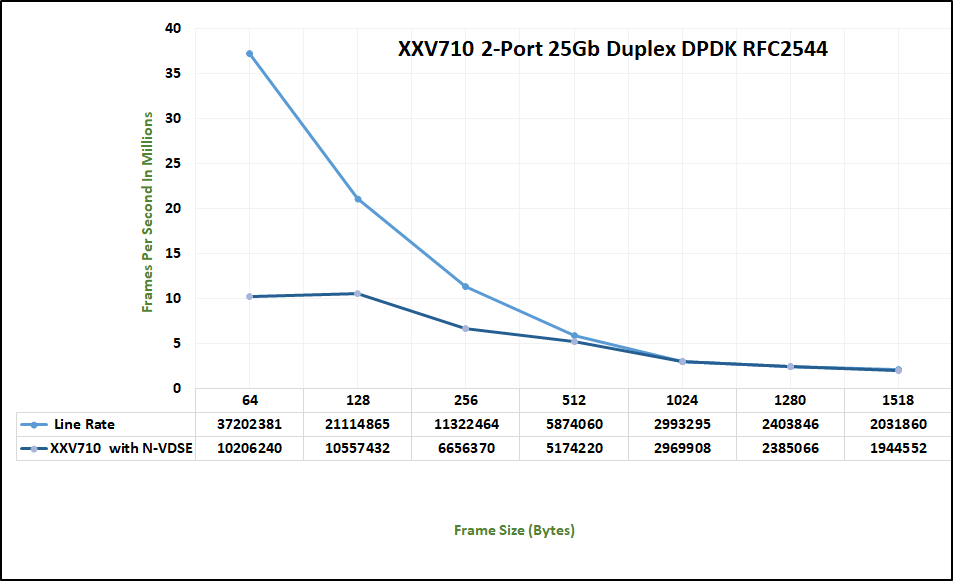 XXV710 2-Port 25Gb Duplex DPDK RFC2544
Frames Per Second In Millions
40
35
30
25
20
15
10
5
0
64 128 256 512 1024 1280 1518
Line Rate 37202381 21114865 11322464 5874060 2993295 2403846 2031860
XXV710 with N-VDSE 10206240 10557432 6656370 5174220 2969908 2385066 1944552
Frame Size (Bytes)